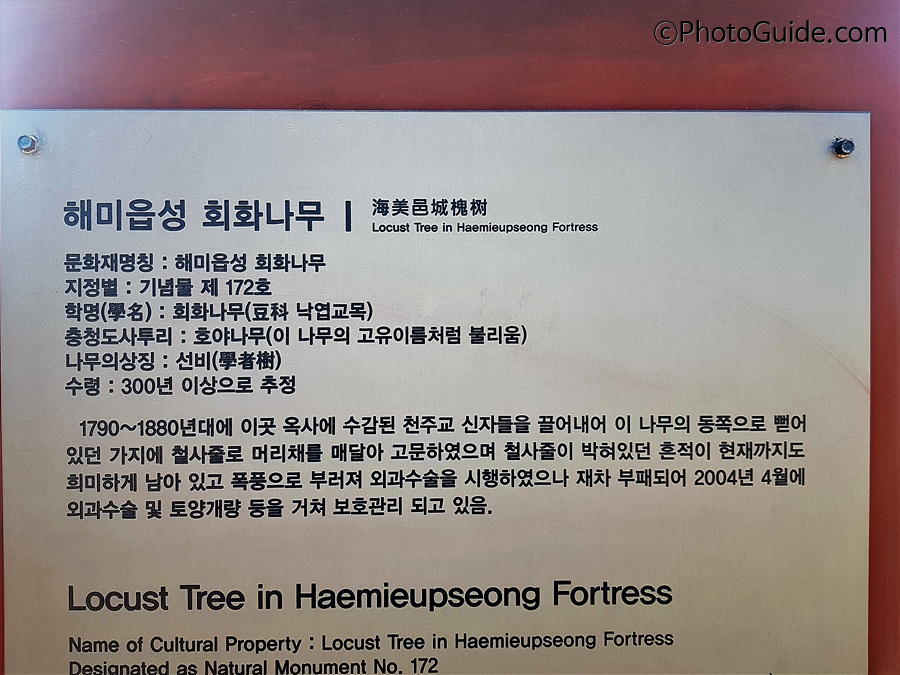 ©PhotoGuide.com
해미읍성 회화나무 | 海美邑城槐树
Locust Tree in Haemieupseong Fortress
문화재명칭 : 해미읍성 회화나무
지정별 : 기념물 제 172호
학명(學名) : 회화나무(豆科 낙엽교목)
충청도사투리 : 호야나무(이 나무의 고유이름처럼 불리움)
나무의상징 : 선비(學者樹)
수령 : 300년 이상으로 추정
1790~1880년대에 이곳 옥사에 수감된 천주교 신자들을 끌어내어 이 나무의 동쪽으로 뻗어
있던 가지에 철사줄로 머리채를 매달아 고문하였으며 철사줄이 박혀있던 흔적이 현재까지도
희미하게 남아 있고 폭풍으로 부러져 외과수술을 시행하였으나 재차 부패되어 2004년 4월에
외과수술 및 토양개량 등을 거쳐 보호관리 되고 있음.
Locust Tree in Haemieupseong Fortress
Name of Cultural Property : Locust Tree in Haemieupseong Fortress
Designated as Natural Monument No. 172